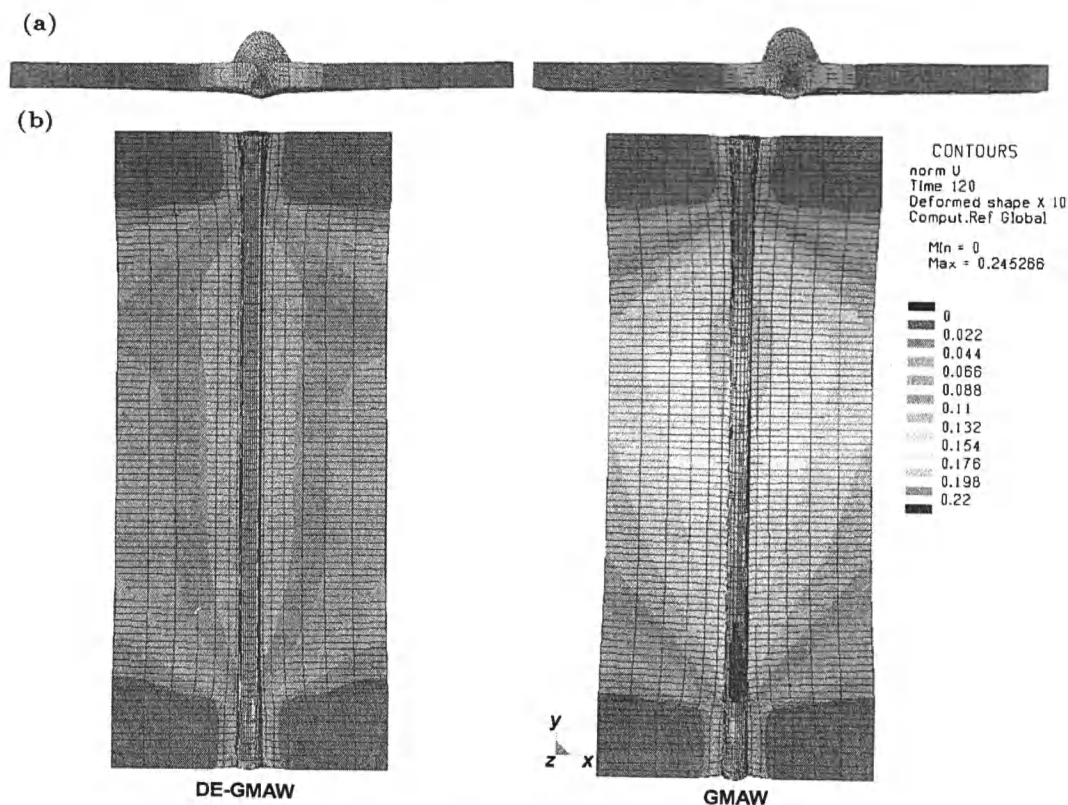 (a)
(b)
CONTOURS
norm U
Time 120
Deformed shape X 10
Comput.Ref Global
Min = 0
Max = 0.245266
0
0.022
0.044
0.066
0.088
0.11
0.132
0.154
0.176
0.198
0.22
y
z x
DE-GMAW
GMAW